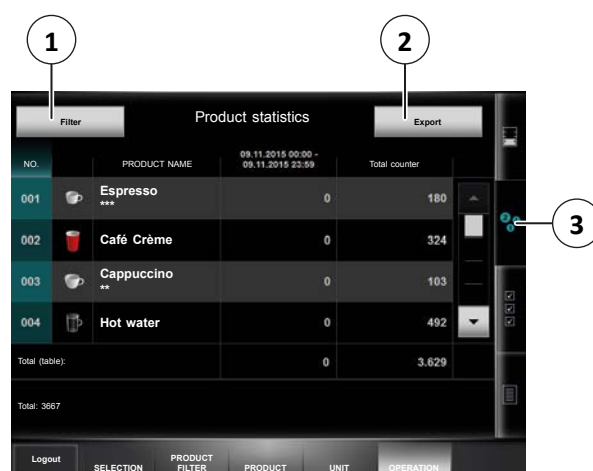 1
2
Filter
Product statistics
Export
NO.
PRODUCT NAME
09.11.2015 00:00 -
09.11.2015 23:59
Total counter
001
Espresso
***
0
180
002
Café Crème
0
324
3
003
Cappuccino
**
0
103
004
Hot water
0
492
Total (table):
0
3.629
Total: 3667
Logout
SELECTION
PRODUCT
FILTER
PRODUCT
UNIT
OPERATION